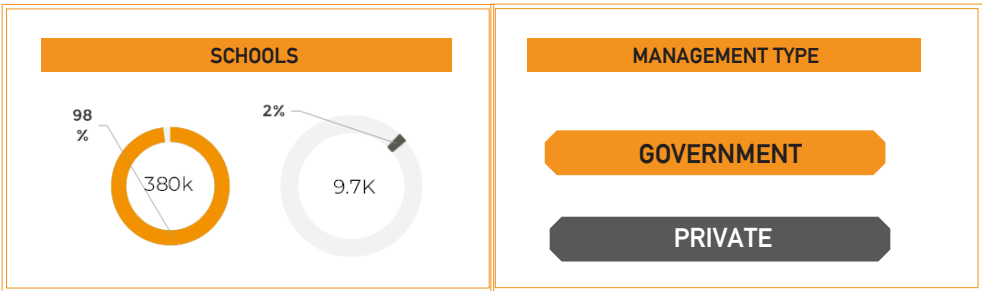 SCHOOLS
98
%
380k
2%
9.7K
MANAGEMENT TYPE
GOVERNMENT
PRIVATE